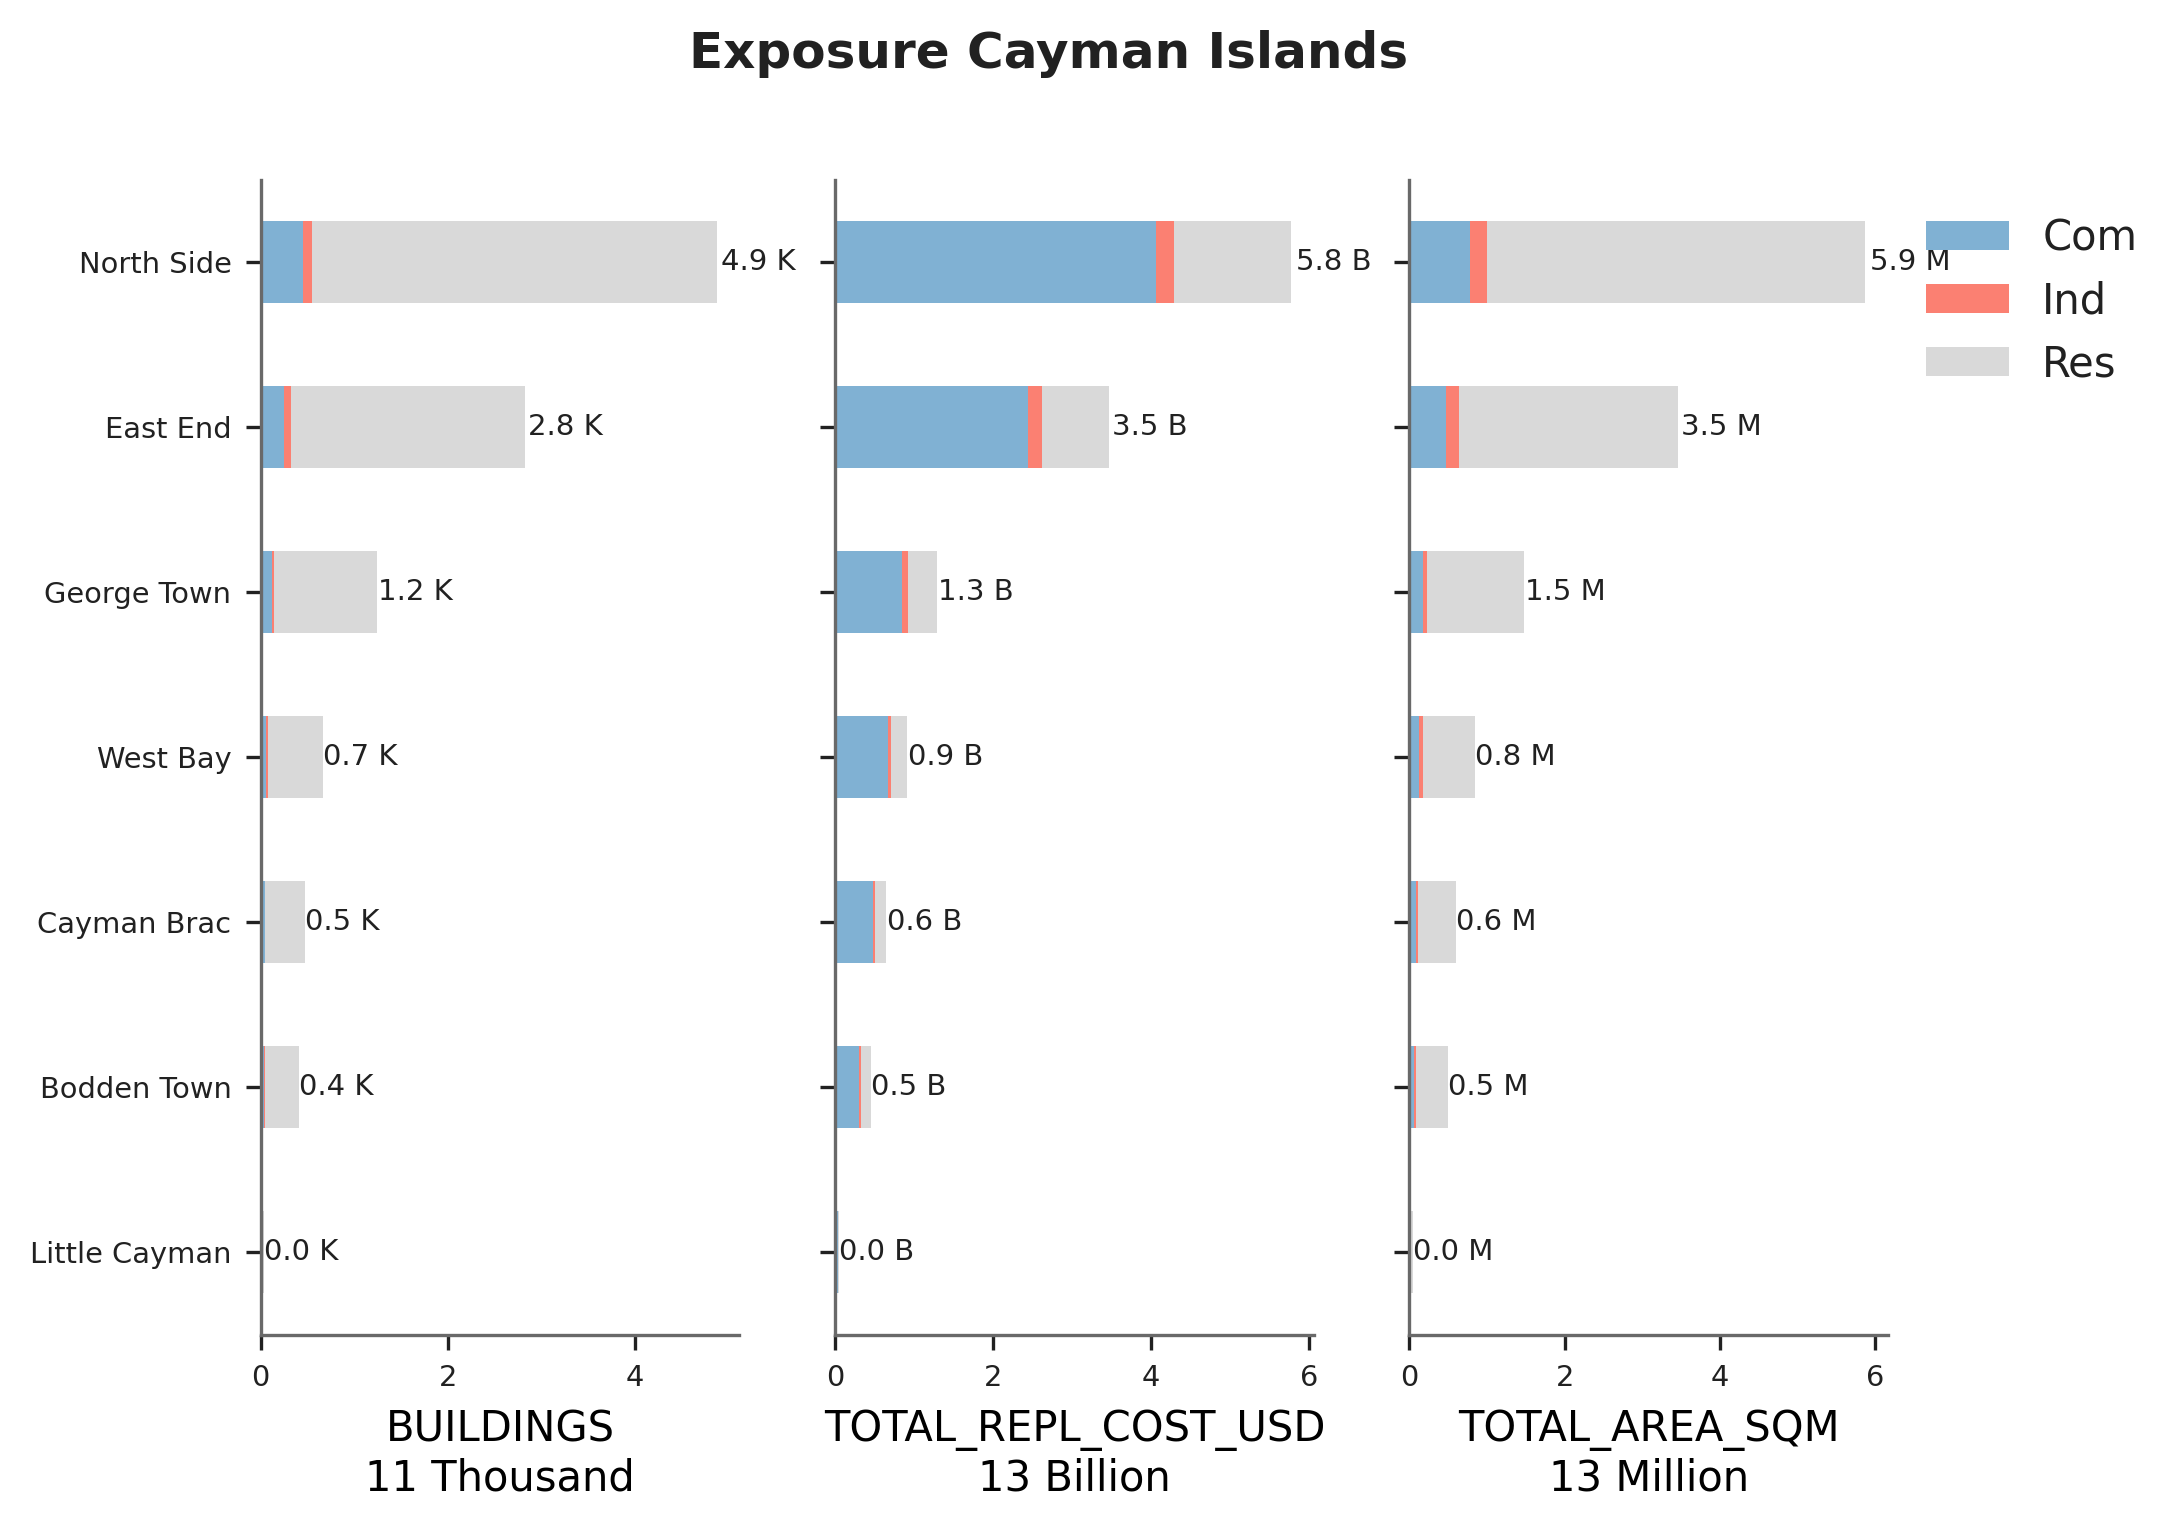 Exposure Cayman Islands
North Side
East End
George Town
West Bay
Cayman Brac
Bodden Town
Little Cayman
4.9 K
2.8 K
1.2 K
0.7 K
0.5 K
0.4 K
0.0 K
0 2 4
BUILDINGS
11 Thousand
5.8 B
3.5 B
1.3 B
0.9 B
0.6 B
0.5 B
0.0 B
0 2 4 6
TOTAL_REPL_COST_USD
13 Billion
5.9 M
3.5 M
1.5 M
0.8 M
0.6 M
0.5 M
0.0 M
0 2 4 6
TOTAL_AREA_SQM
13 Million
Com
Ind
Res